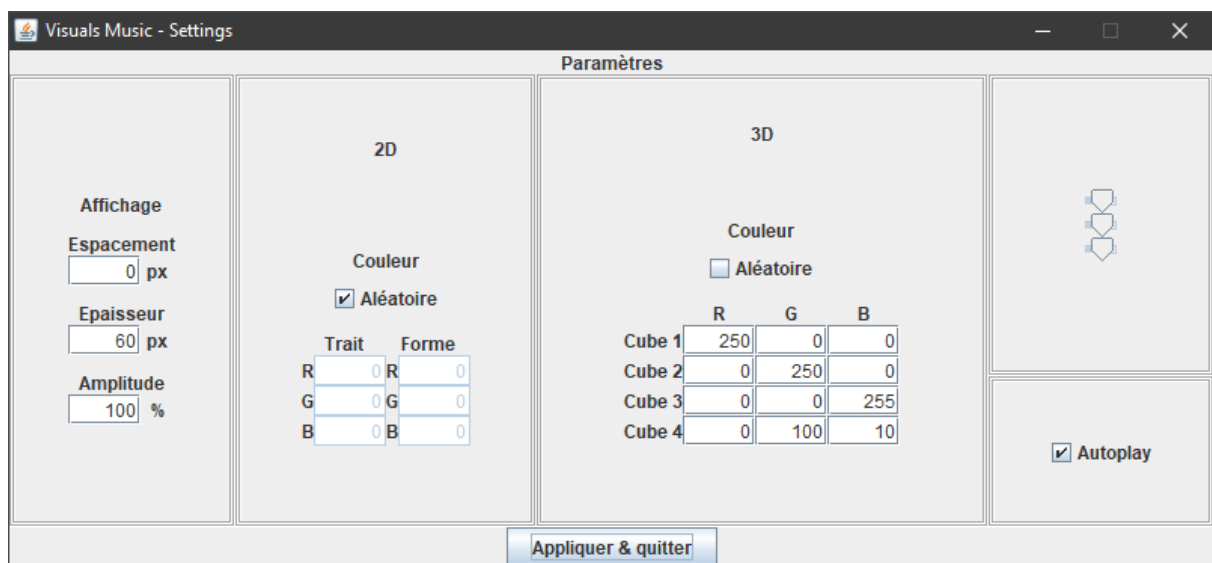 Visuals Music - Settings
Paramètres
Affichage
Espacement
0 px
Epaisseur
60 px
Amplitude
100 %
2D
Couleur
Aléatoire
Trait Forme
R 0 R 0
G 0 G 0
B 0 B 0
3D
Couleur
Aléatoire
R G B
Cube 1 250 0 0
Cube 2 0 250 0
Cube 3 0 0 255
Cube 4 0 100 10
Autoplay
Appliquer & quitter